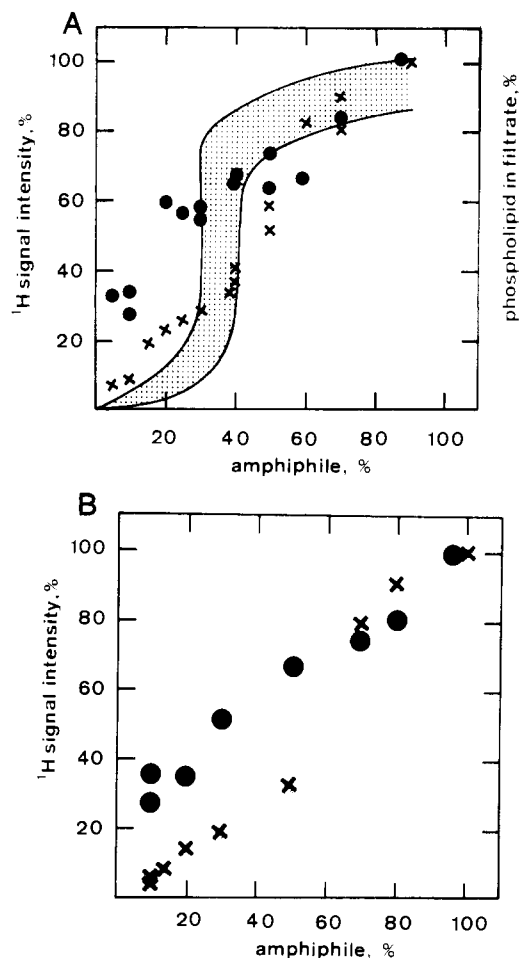 A
100
80
60
40
20
¹H signal intensity, %
phospholipid in filtrate, %
20 40 60 80 100
amphiphile, %
B
100
80
60
40
20
¹H signal intensity, %
20 40 60 80 100
amphiphile, %